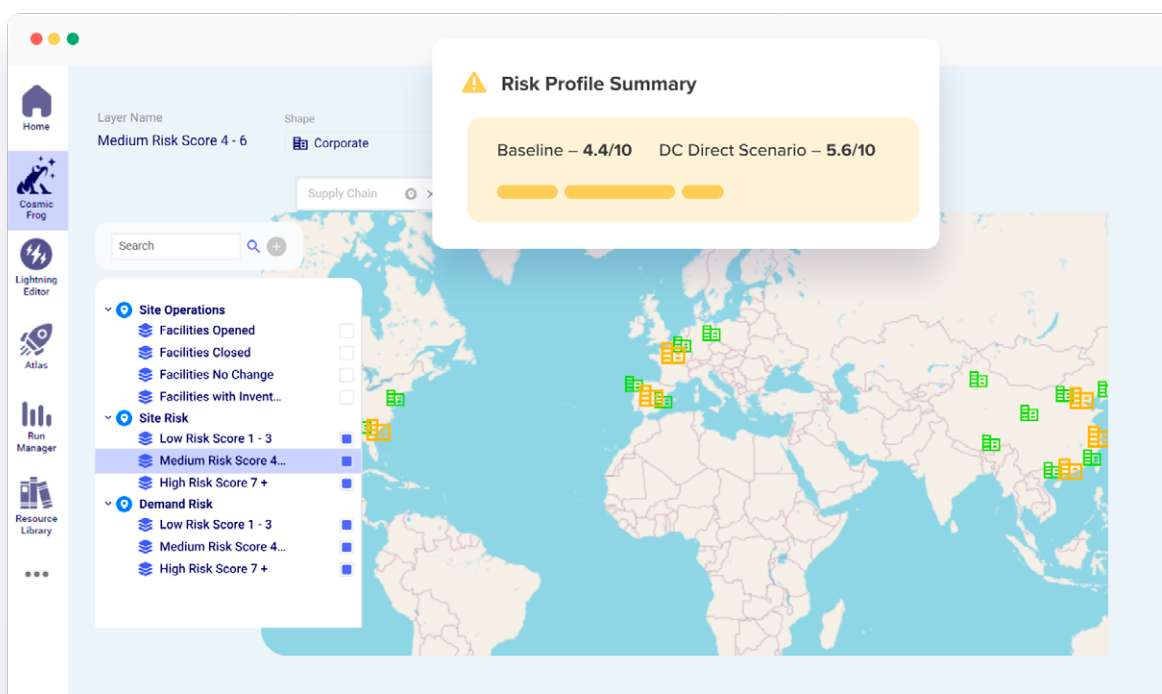 Risk Profile Summary
Baseline – 4.4/10 DC Direct Scenario – 5.6/10
Home
Cosmic
Frog
Lightning
Editor
Atlas
Run
Manager
Resource
Library
Layer Name
Medium Risk Score 4 - 6
Shape
Corporate
Supply Chain
Search
Site Operations
Facilities Opened
Facilities Closed
Facilities No Change
Facilities with Invent...
Site Risk
Low Risk Score 1 - 3
Medium Risk Score 4...
High Risk Score 7 +
Demand Risk
Low Risk Score 1 - 3
Medium Risk Score 4...
High Risk Score 7 +